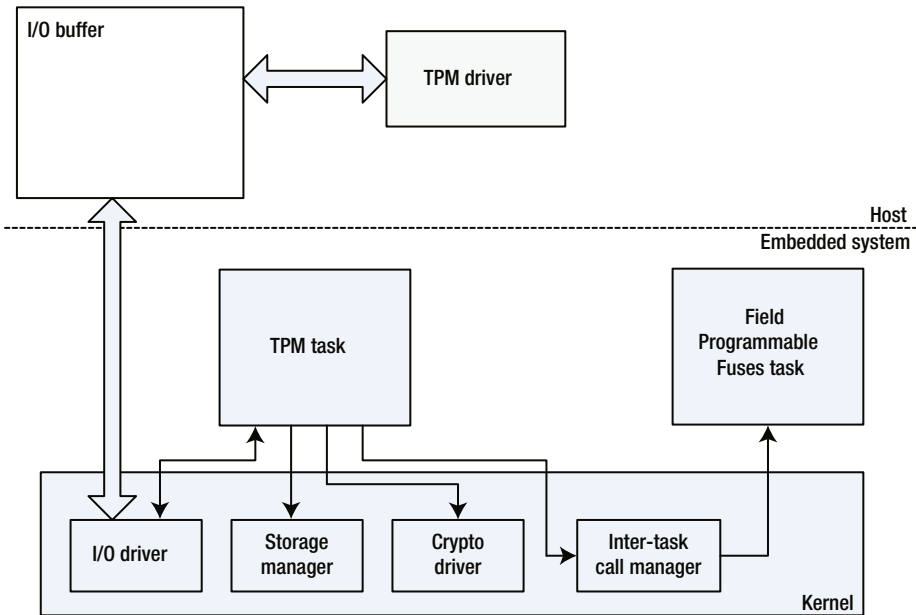 I/O buffer
TPM driver
Host
Embedded system
TPM task
Field
Programmable
Fuses task
I/O driver
Storage
manager
Crypto
driver
Inter-task
call manager
Kernel